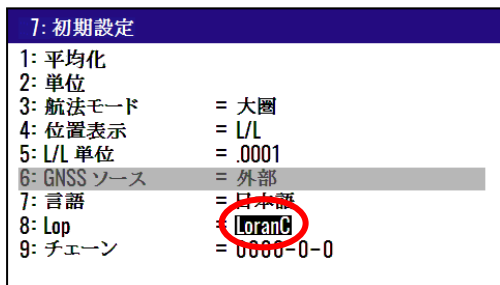 7: 初期設定
1: 平均化
2: 単位
3: 航法モード = 大圏
4: 位置表示 = L/L
5: L/L 単位 = .0001
6: GNSS ソース = 外部
7: 言語 = 日本語
8: Lop = LoranC
9: チェーン = 0000-0-0